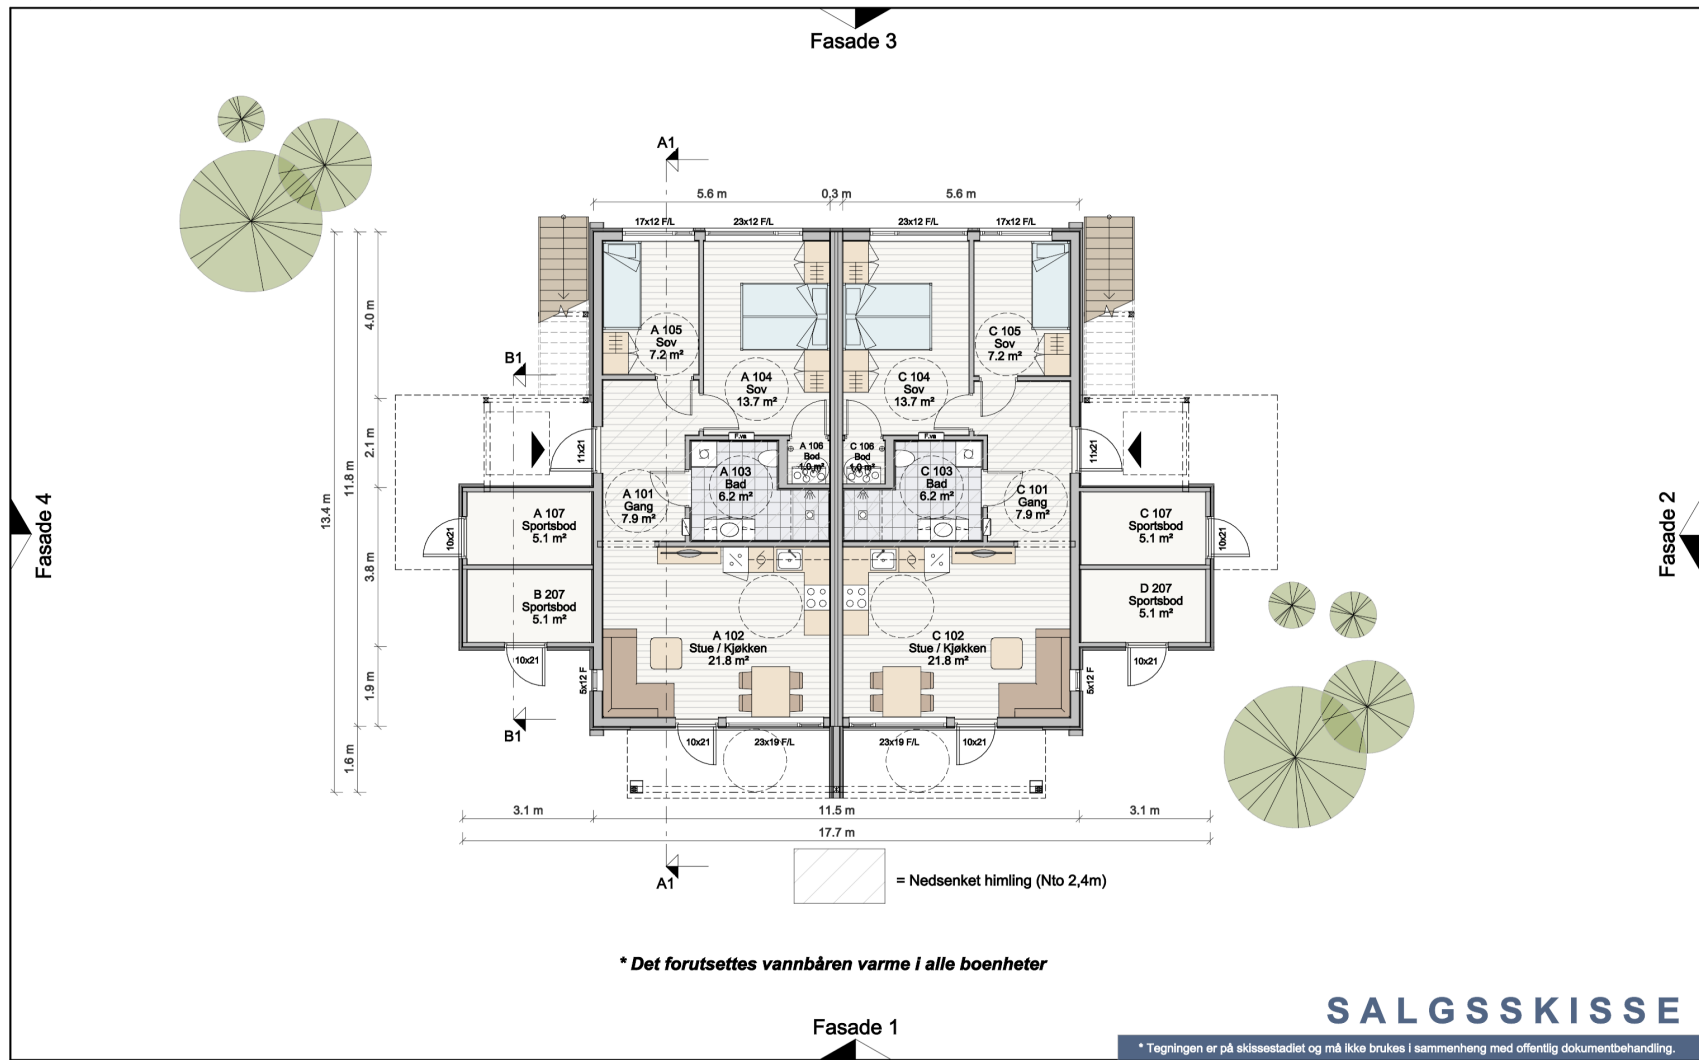 Fasade 3
A1
5.6 m
0.3 m
5.6 m
17x12 F/L
23x12 F/L
23x12 F/L
17x12 F/L
4.0 m
2.1 m
3.8 m
1.9 m
11.8 m
1.6 m
13.4 m
B1
A 105
Sov
7.2 m²
A 104
Sov
13.7 m²
C 104
Sov
13.7 m²
C 105
Sov
7.2 m²
11x21
F.vs
A 106
Bod
1.0 m²
C 106
Bod
1.0 m²
F.vs
11x21
A 103
Bad
6.2 m²
C 103
Bad
6.2 m²
A 101
Gang
7.9 m²
C 101
Gang
7.9 m²
Fasade 4
Fasade 2
10x21
A 107
Sportsbod
5.1 m²
C 107
Sportsbod
5.1 m²
10x21
B 207
Sportsbod
5.1 m²
D 207
Sportsbod
5.1 m²
A 102
Stue / Kjøkken
21.8 m²
C 102
Stue / Kjøkken
21.8 m²
10x21
5x12 F
5x12 F
10x21
B1
10x21
23x19 F/L
23x19 F/L
10x21
3.1 m
11.5 m
3.1 m
17.7 m
A1
= Nedsenket himling (Nto 2,4m)
* Det forutsettes vannbåren varme i alle boenheter
Fasade 1
SALGSSKISSE
* Tegningen er på skissestadiet og må ikke brukes i sammenheng med offentlig dokumentbehandling.